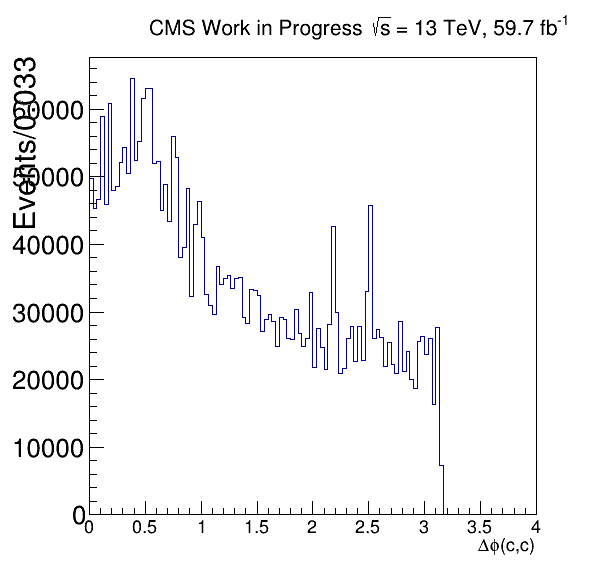 CMS Work in Progress √s = 13 TeV, 59.7 fb⁻¹
Events/0.033
60000
50000
40000
30000
20000
10000
0
0 0.5 1 1.5 2 2.5 3 3.5 4
Δϕ(c,c)